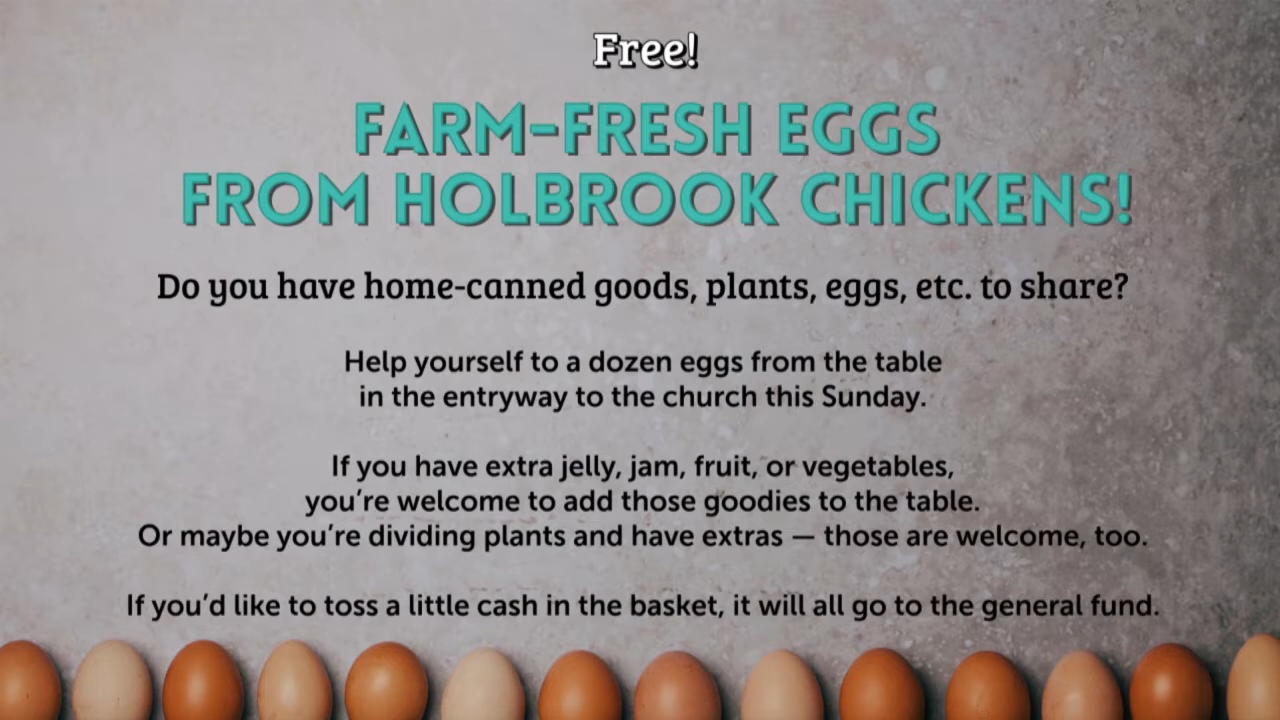 Free!
FARM-FRESH EGGS
FROM HOLBROOK CHICKENS!
Do you have home-canned goods, plants, eggs, etc. to share?
Help yourself to a dozen eggs from the table
in the entryway to the church this Sunday.
If you have extra jelly, jam, fruit, or vegetables,
you're welcome to add those goodies to the table.
Or maybe you're dividing plants and have extras — those are welcome, too.
If you'd like to toss a little cash in the basket, it will all go to the general fund.